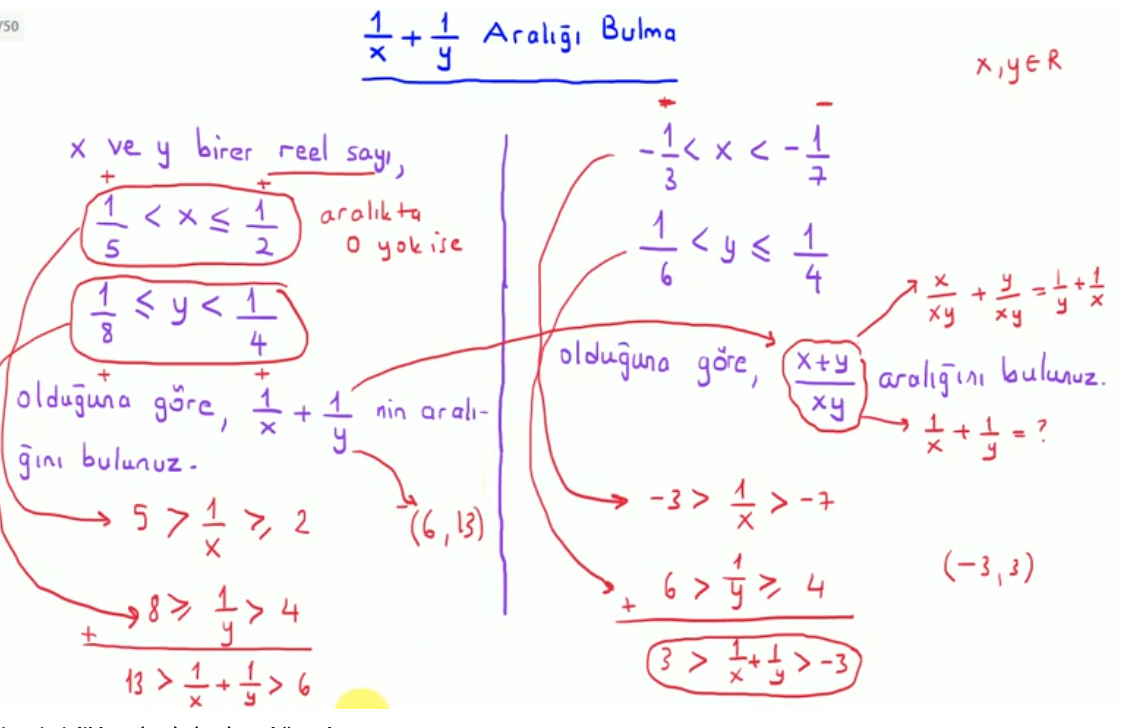 /50
1/x + 1/y Aralığı Bulma
x, y ∈ R
x ve y birer reel sayı,
+ +
1/5 < x ≤ 1/2
aralıkta
0 yok ise
1/8 ≤ y < 1/4
+ +
olduğuna göre, 1/x + 1/y nin aralı-
ğını bulunuz.
5 > 1/x ≥ 2
(6, 13)
8 ≥ 1/y > 4
+
13 > 1/x + 1/y > 6
- -
-1/3 < x < -1/7
1/6 < y ≤ 1/4
x/xy + y/xy = 1/y + 1/x
olduğuna göre, x+y/xy aralığını bulunuz.
1/x + 1/y = ?
-3 > 1/x > -7
6 > 1/y ≥ 4
+
3 > 1/x + 1/y > -3
(-3, 3)